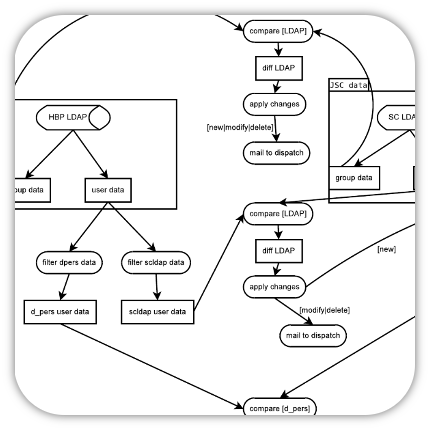 compare [LDAP]
diff LDAP
JSC data
apply changes
HBP LDAP
SC LDA
[new|modify|delete]
mail to dispatch
group data
oup data
user data
compare [LDAP]
diff LDAP
[new]
filter dpers data
filter scldap data
apply changes
d_pers user data
scldap user data
[modify|delete]
mail to dispatch
compare [d_pers]